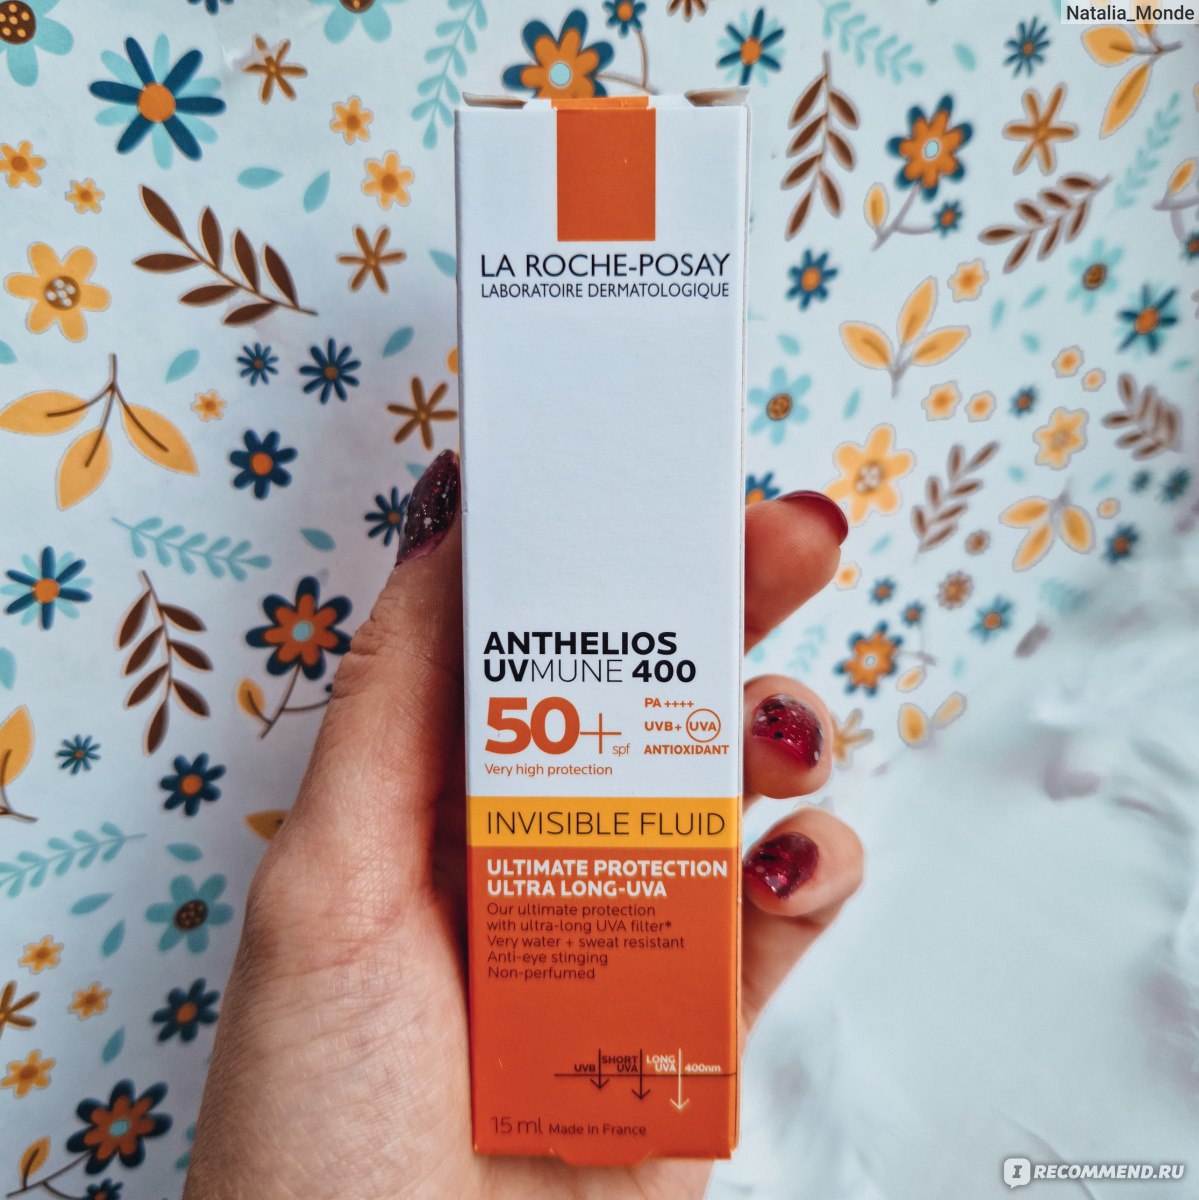 Natalia_Monde
LA ROCHE-POSAY
LABORATOIRE DERMATOLOGIQUE
ANTHELIOS
UVMUNE 400
50+ spf
PA ++++
UVB+ UVA
ANTIOXIDANT
Very high protection
INVISIBLE FLUID
ULTIMATE PROTECTION
ULTRA LONG-UVA
Our ultimate protection
with ultra-long UVA filter*
Very water + sweat resistant
Anti-eye stinging
Non-perfumed
UVB
SHORT
UVA
LONG
UVA
400nm
15 ml Made in France
IRECOMMEND.RU